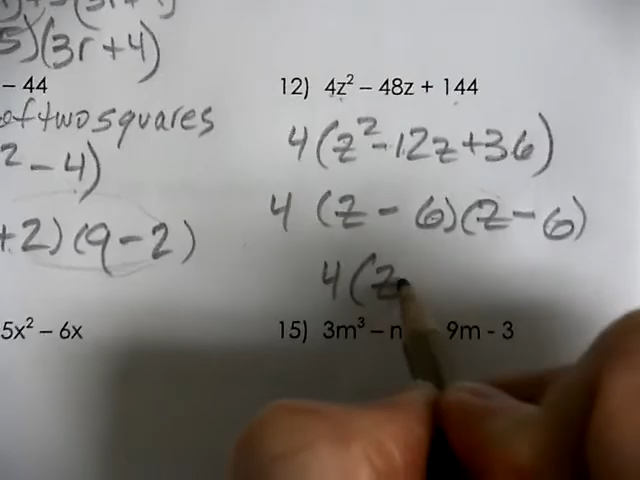 5)(3r+4)
– 44
of two squares
² – 4)
+2)(q-2)
5x² – 6x
12) 4z² – 48z + 144
4(z²-12z+36)
4 (z - 6)(z - 6)
4(z
15) 3m³ – n 9m - 3